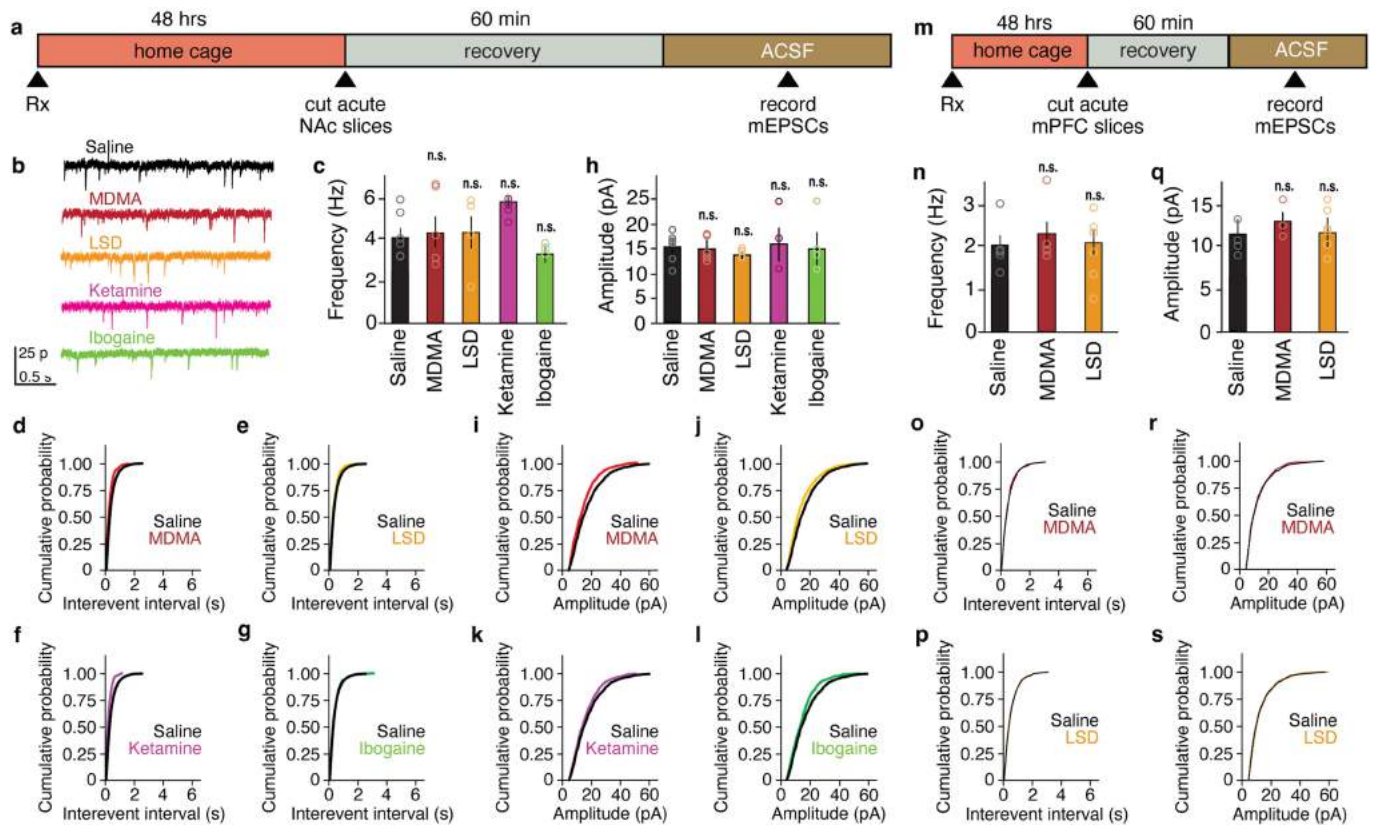 a
48 hrs
60 min
home cage
recovery
ACSF
Rx
cut acute
NAc slices
record
mEPSCs
m
48 hrs
60 min
home cage
recovery
ACSF
Rx
cut acute
mPFC slices
record
mEPSCs
b
Saline
MDMA
LSD
Ketamine
Ibogaine
25 p
0.5 s
c
Frequency (Hz)
6
4
2
0
n.s.
n.s.
n.s.
n.s.
Saline
MDMA
LSD
Ketamine
Ibogaine
h
Amplitude (pA)
25
20
15
10
5
0
n.s.
n.s.
n.s.
n.s.
Saline
MDMA
LSD
Ketamine
Ibogaine
n
Frequency (Hz)
3
2
1
0
n.s.
n.s.
Saline
MDMA
LSD
q
Amplitude (pA)
15
10
5
0
n.s.
n.s.
Saline
MDMA
LSD
d
Cumulative probability
1.00
0.75
0.50
0.25
0
Saline
MDMA
0 2 4 6
Interevent interval (s)
e
Cumulative probability
1.00
0.75
0.50
0.25
0
Saline
LSD
0 2 4 6
Interevent interval (s)
i
Cumulative probability
1.00
0.75
0.50
0.25
0
Saline
MDMA
0 20 40 60
Amplitude (pA)
j
Cumulative probability
1.00
0.75
0.50
0.25
0
Saline
LSD
0 20 40 60
Amplitude (pA)
o
Cumulative probability
1.00
0.75
0.50
0.25
0
Saline
MDMA
0 2 4 6
Interevent interval (s)
r
Cumulative probability
1.00
0.75
0.50
0.25
0
Saline
MDMA
0 20 40 60
Amplitude (pA)
f
Cumulative probability
1.00
0.75
0.50
0.25
0
Saline
Ketamine
0 2 4 6
Interevent interval (s)
g
Cumulative probability
1.00
0.75
0.50
0.25
0
Saline
Ibogaine
0 2 4 6
Interevent interval (s)
k
Cumulative probability
1.00
0.75
0.50
0.25
0
Saline
Ketamine
0 20 40 60
Amplitude (pA)
l
Cumulative probability
1.00
0.75
0.50
0.25
0
Saline
Ibogaine
0 20 40 60
Amplitude (pA)
p
Cumulative probability
1.00
0.75
0.50
0.25
0
Saline
LSD
0 2 4 6
Interevent interval (s)
s
Cumulative probability
1.00
0.75
0.50
0.25
0
Saline
LSD
0 20 40 60
Amplitude (pA)